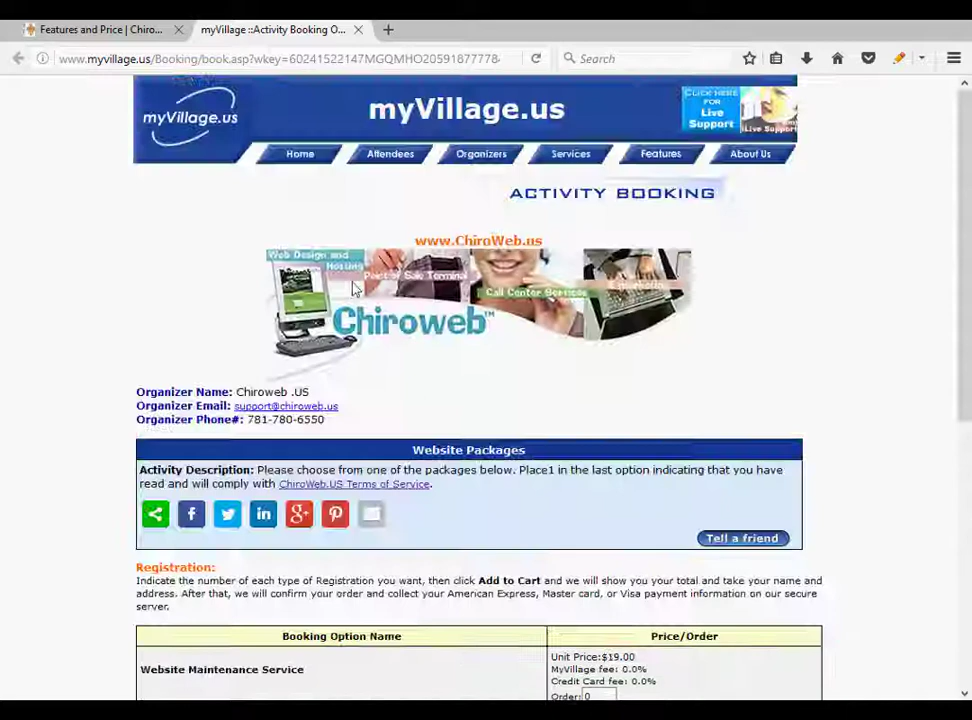 Features and Price | Chiro...
myVillage ::Activity Booking O...
www.myvillage.us/Booking/book.asp?wkey=60241522147MGQMHO20591877778
Search
myVillage.us
myVillage.us
CLICK HERE
FOR
Live
Support
Live Support
Home
Attendees
Organizers
Services
Features
About Us
ACTIVITY BOOKING
www.ChiroWeb.us
Web Design and
Hosting
Point of Sale Terminal
Call Center Services
Chiroweb™
Organizer Name: Chiroweb .US
Organizer Email: support@chiroweb.us
Organizer Phone#: 781-780-6550
Website Packages
Activity Description: Please choose from one of the packages below. Place1 in the last option indicating that you have
read and will comply with ChiroWeb.US Terms of Service.
Tell a friend
Registration:
Indicate the number of each type of Registration you want, then click Add to Cart and we will show you your total and take your name and
address. After that, we will confirm your order and collect your American Express, Master card, or Visa payment information on our secure
server.
Booking Option Name
Price/Order
Website Maintenance Service
Unit Price:$19.00
MyVillage fee: 0.0%
Credit Card fee: 0.0%
Order: 0